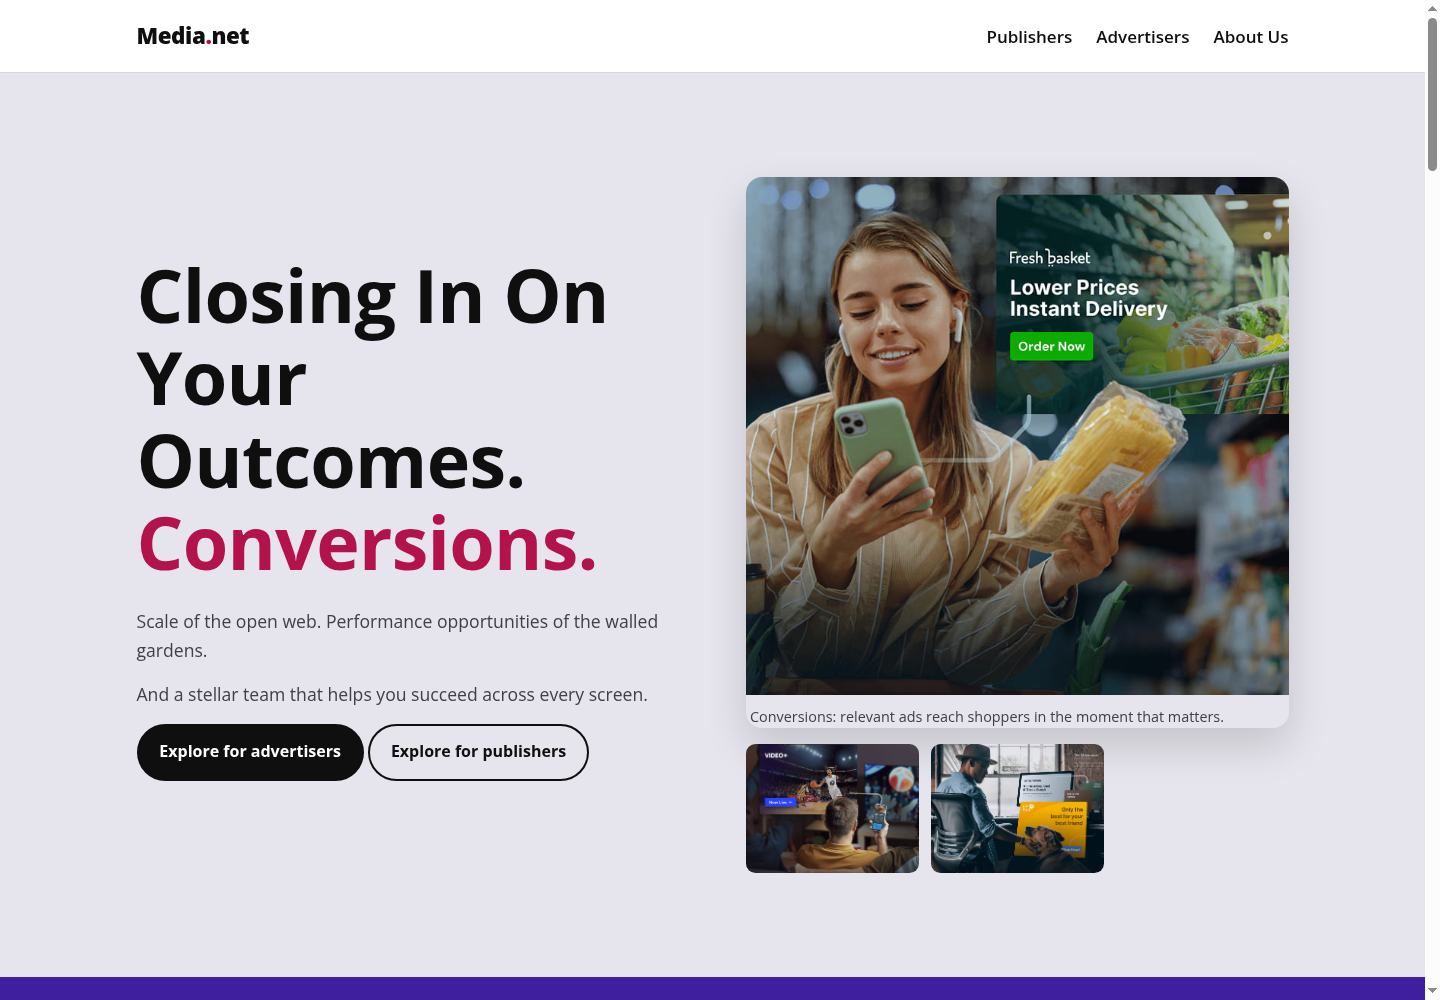 Media.net
Publishers
Advertisers
About Us
Closing In On
Your
Outcomes.
Conversions.
Scale of the open web. Performance opportunities of the walled
gardens.
And a stellar team that helps you succeed across every screen.
Explore for advertisers
Explore for publishers
Fresh basket
Lower Prices
Instant Delivery
Order Now
Conversions: relevant ads reach shoppers in the moment that matters.
VIDEO+
Now Live
Only the
best for your
best friend